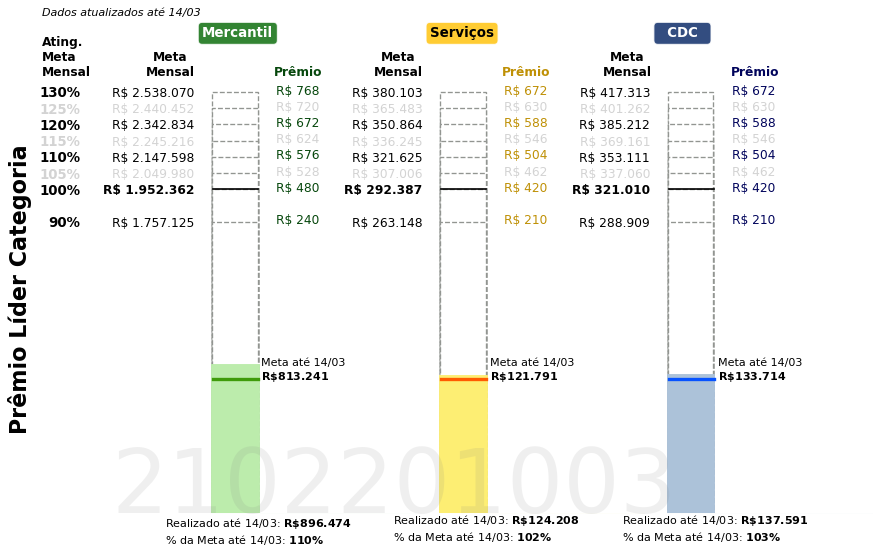 Dados atualizados até 14/03
Mercantil Serviços CDC
Ating.
Meta Meta Meta Meta
Mensal Mensal Prêmio Mensal Prêmio Mensal Prêmio
130% R$ 2.538.070 R$ 768 R$ 380.103 R$ 672 R$ 417.313 R$ 672
125% R$ 2.440.452 R$ 720 R$ 365.483 R$ 630 R$ 401.262 R$ 630
120% R$ 2.342.834 R$ 672 R$ 350.864 R$ 588 R$ 385.212 R$ 588
115% R$ 2.245.216 R$ 624 R$ 336.245 R$ 546 R$ 369.161 R$ 546
110% R$ 2.147.598 R$ 576 R$ 321.625 R$ 504 R$ 353.111 R$ 504
105% R$ 2.049.980 R$ 528 R$ 307.006 R$ 462 R$ 337.060 R$ 462
100% R$ 1.952.362 R$ 480 R$ 292.387 R$ 420 R$ 321.010 R$ 420
90% R$ 1.757.125 R$ 240 R$ 263.148 R$ 210 R$ 288.909 R$ 210
Prêmio Líder Categoria
Meta até 14/03 Meta até 14/03 Meta até 14/03
R$813.241 R$121.791 R$133.714
2102201003
Realizado até 14/03: R$896.474 Realizado até 14/03: R$124.208 Realizado até 14/03: R$137.591
% da Meta até 14/03: 110% % da Meta até 14/03: 102% % da Meta até 14/03: 103%